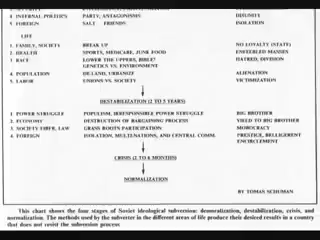 4 INTERNAL POLITICS PARTY, ANTAGONISMS DISUNITY
5 FOREIGN SALT FRIENDS ISOLATION
LIFE
1. FAMILY, SOCIETY BREAK UP NO LOYALTY (STATE)
2. HEALTH SPORTS, MEDICARE, JUNK FOOD ENFEEBLED MASSES
3 RACE LOWER THE UPPERS, BIBLE? HATRED, DIVISION
GENETICS VS. ENVIRONMENT
4. POPULATION DE-LAND, URBANIZE ALIENATION
5. LABOR UNIONS VS. SOCIETY VICTIMIZATION
DESTABILIZATION (2 TO 5 YEARS)
1 POWER STRUGGLE POPULISM, IRRESPONSIBLE POWER STRUGGLE BIG BROTHER
2. ECONOMY DESTRUCTION OF BARGAINING PROCESS YIELD TO BIG BROTHER
3. SOCIETY FIBER, LAW GRASS ROOTS PARTICIPATION MOBOCRACY
4. FOREIGN ISOLATION, MULTINATIONS, AND CENTRAL COMM. PRESTIGE, BELLIGERENT
ENCIRCLEMENT
CRISIS (2 TO 6 MONTHS)
NORMALIZATION
BY TOMAS SCHUMAN
This chart shows the four stages of Soviet ideological subversion: demoralization, destabilization, crisis, and
normalization. The methods used by the subverter in the different areas of life produce their desired results in a country
that does not resist the subversion process